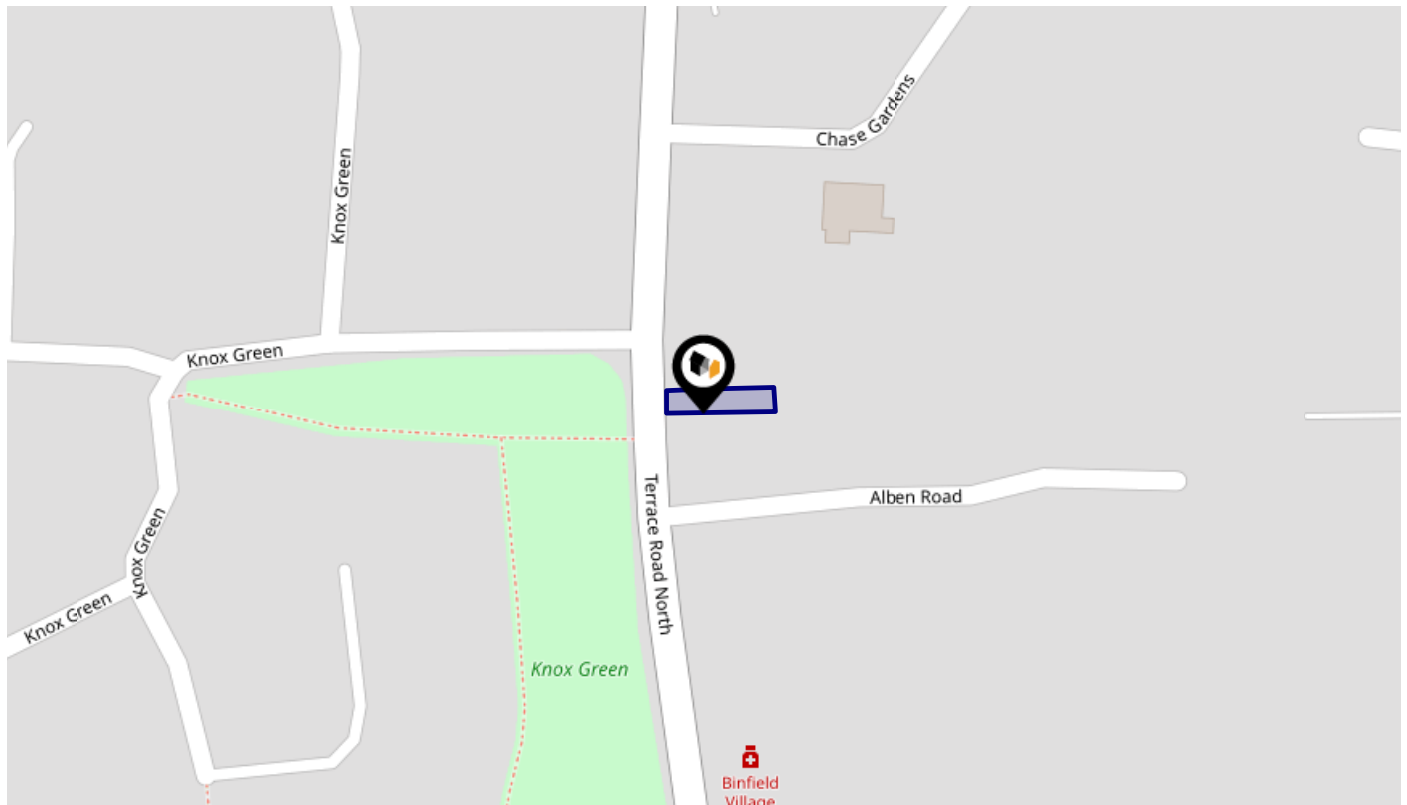 Chase Gardens
Knox Green
Knox Green
Terrace Road North
Alben Road
Knox Green
Knox Green
Knox Green
Binfield
Village